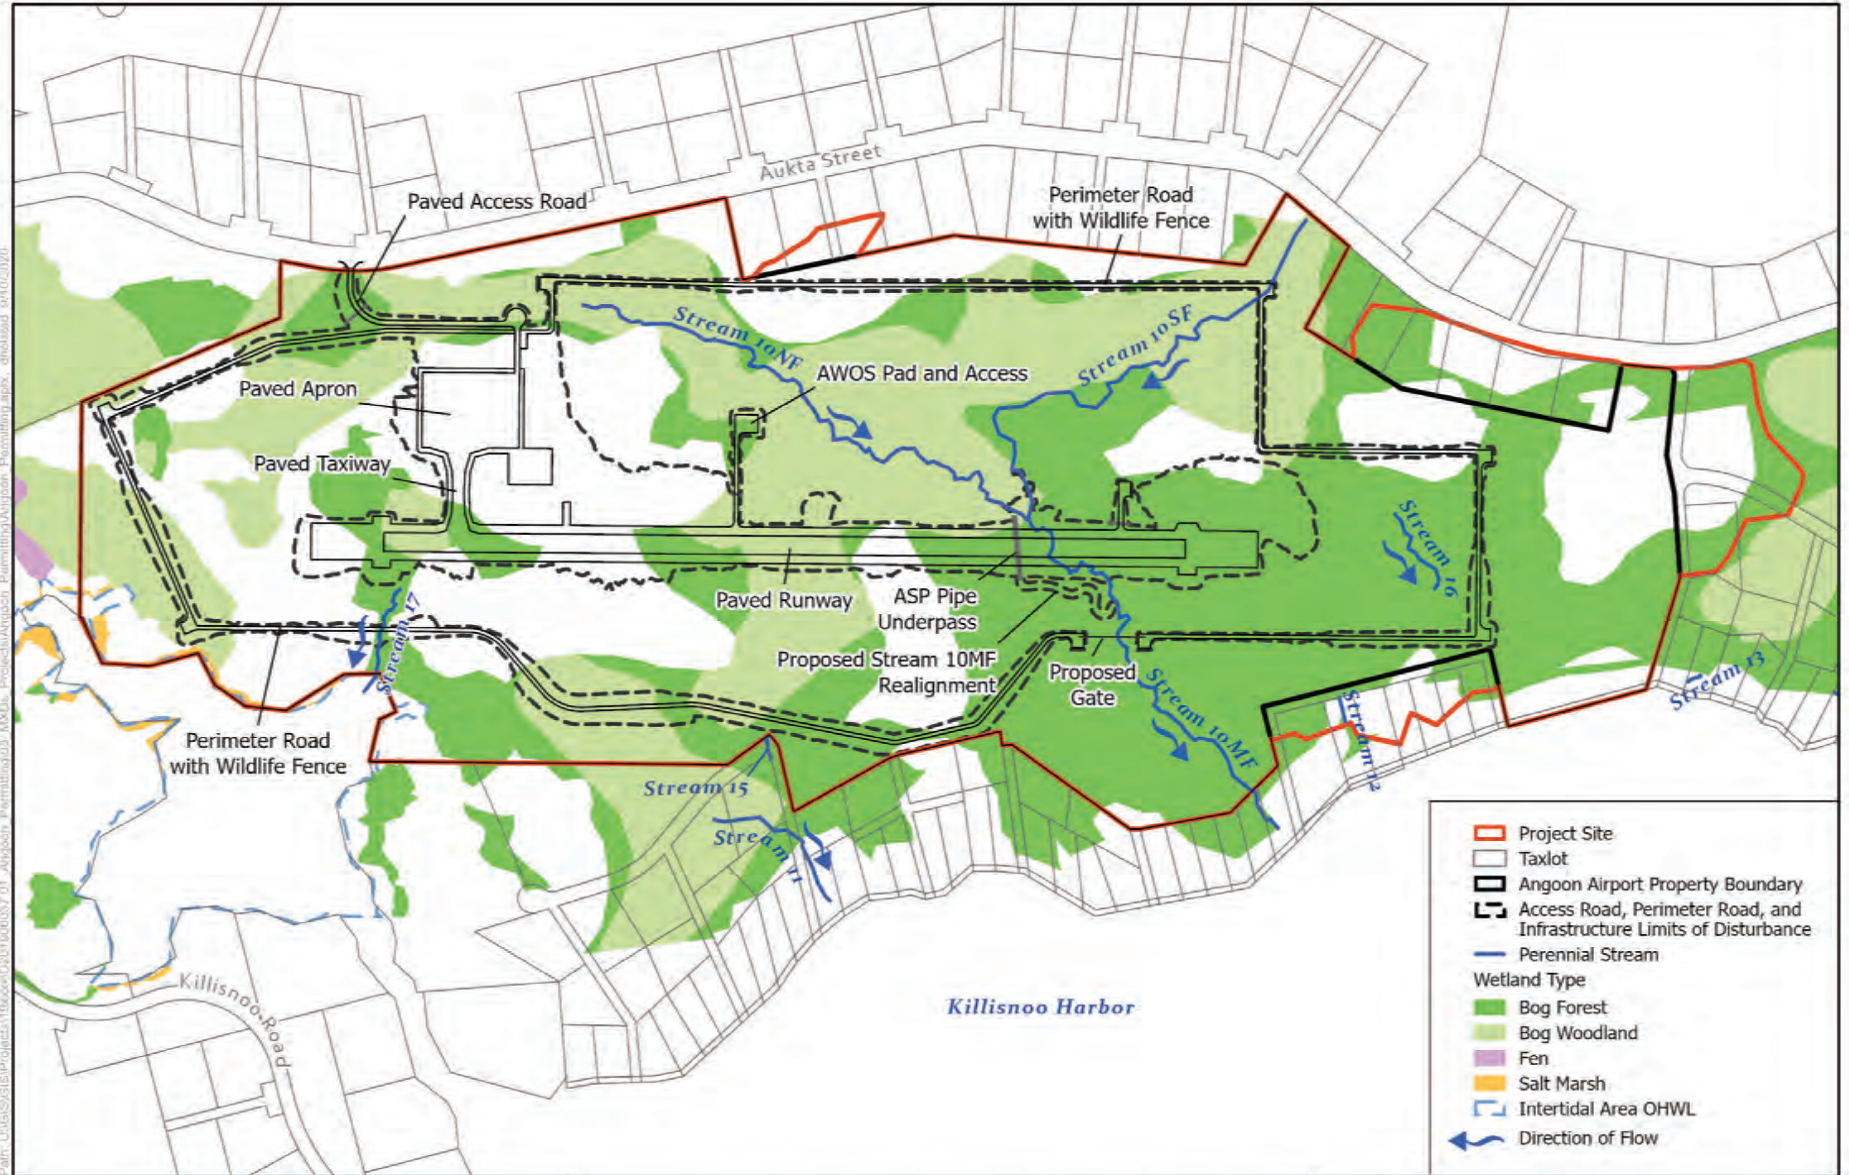 Aukta Street
Paved Access Road
Perimeter Road
with Wildlife Fence
Stream 10NF
Stream 10SF
AWOS Pad and Access
Paved Apron
Paved Taxiway
Stream 16
Paved Runway
ASP Pipe
Underpass
Stream 17
Proposed Stream 10MF
Realignment
Proposed
Gate
Stream 10MF
Stream 13
Stream 12
Perimeter Road
with Wildlife Fence
Stream 15
Stream 11
Killisnoo Road
Killisnoo Harbor
Project Site
Taxlot
Angoon Airport Property Boundary
Access Road, Perimeter Road, and
Infrastructure Limits of Disturbance
Perennial Stream
Wetland Type
Bog Forest
Bog Woodland
Fen
Salt Marsh
Intertidal Area OHWL
Direction of Flow